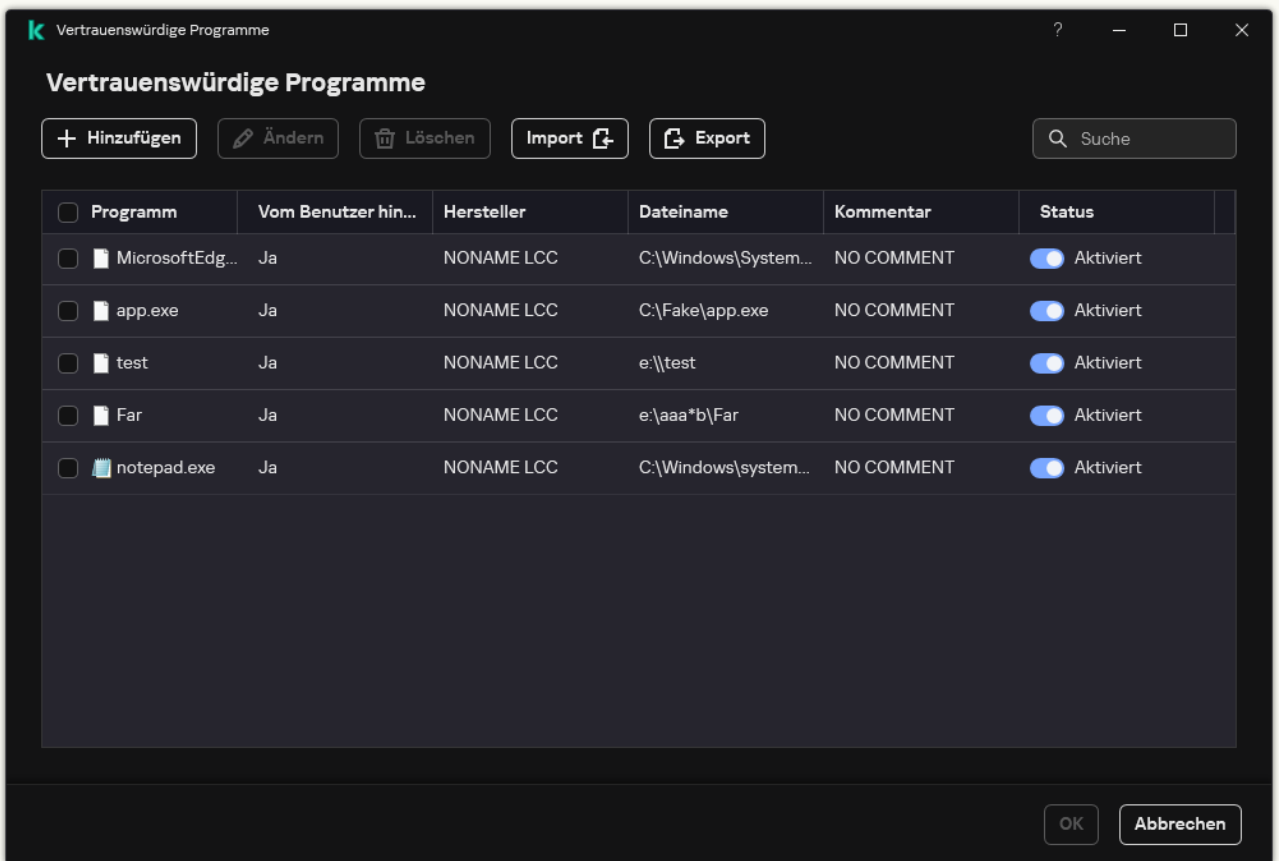 Vertrauenswürdige Programme
Vertrauenswürdige Programme
Hinzufügen Ändern Löschen Import Export Suche
Programm Vom Benutzer hin... Hersteller Dateiname Kommentar Status
MicrosoftEdg... Ja NONAME LCC C:\Windows\System... NO COMMENT Aktiviert
app.exe Ja NONAME LCC C:\Fake\app.exe NO COMMENT Aktiviert
test Ja NONAME LCC e:\\test NO COMMENT Aktiviert
Far Ja NONAME LCC e:\aaa*b\Far NO COMMENT Aktiviert
notepad.exe Ja NONAME LCC C:\Windows\system... NO COMMENT Aktiviert
OK Abbrechen